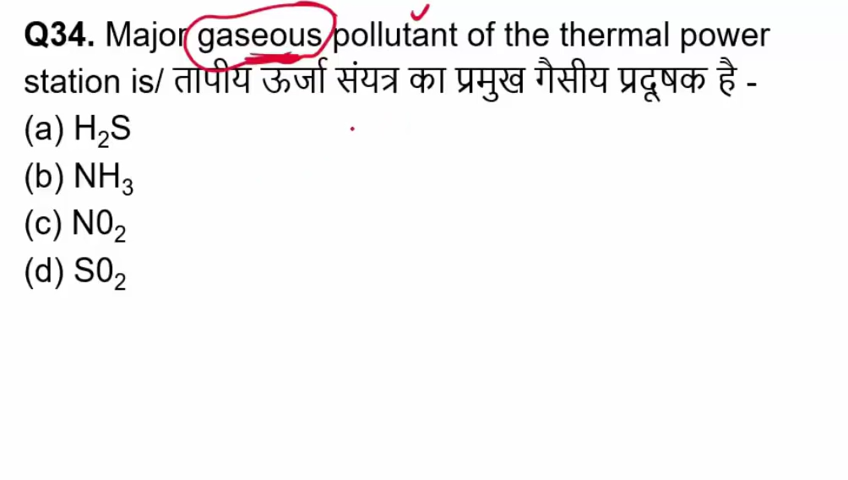 Q34. Major gaseous pollutant of the thermal power
station is/ तापीय ऊर्जा संयत्र का प्रमुख गैसीय प्रदूषक है -
(a) H₂S
(b) NH₃
(c) N0₂
(d) S0₂